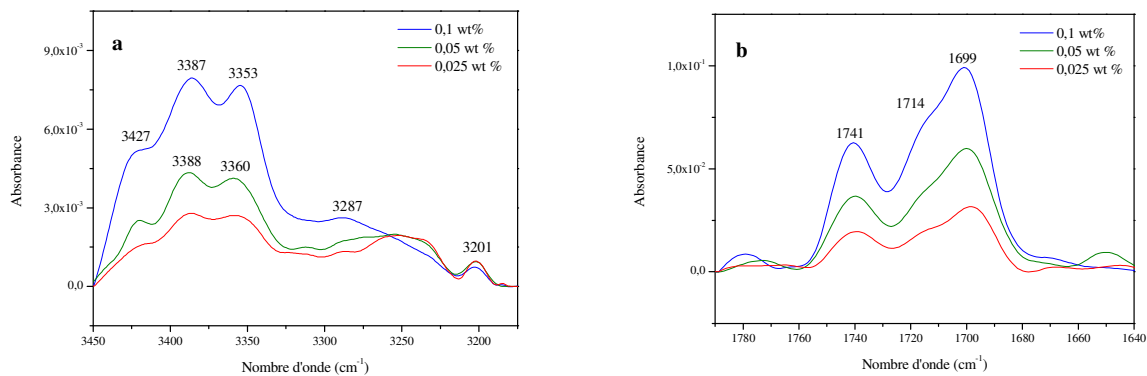 a
0,1 wt%
0,05 wt %
0,025 wt %
9,0x10⁻³
6,0x10⁻³
3,0x10⁻³
0,0
Absorbance
3427
3387
3353
3388
3360
3287
3201
3450
3400
3350
3300
3250
3200
Nombre d'onde (cm⁻¹)
b
0,1 wt%
0,05 wt %
0,025 wt %
1,0x10⁻¹
5,0x10⁻²
0,0
Absorbance
1741
1714
1699
1780
1760
1740
1720
1700
1680
1660
1640
Nombre d'onde (cm⁻¹)